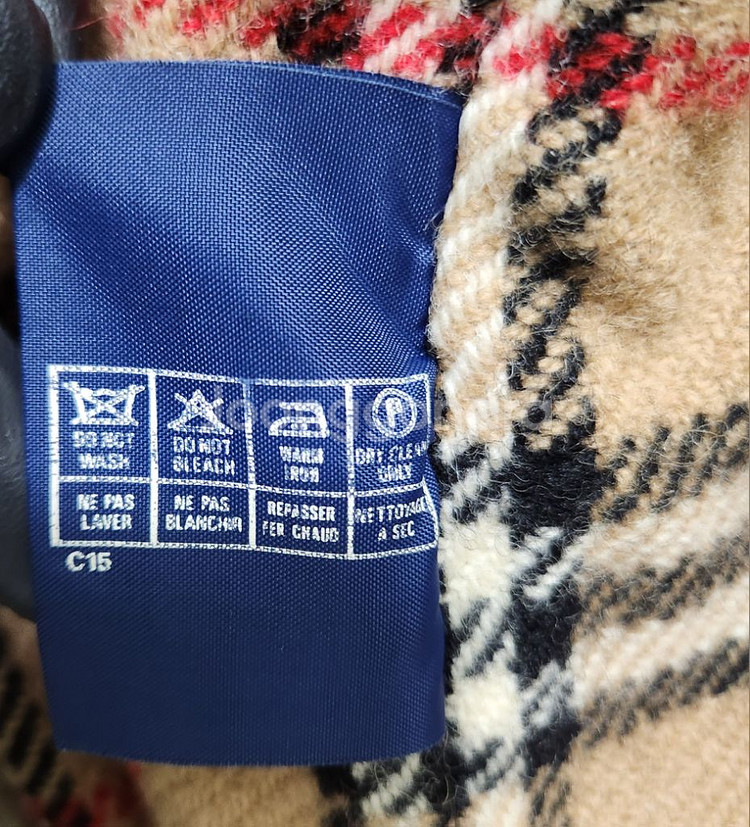 DO NOT
WASH
DO NOT
BLEACH
WARM
IRON
P
DRY CLEAN
ONLY
NE PAS
LAVER
NE PAS
BLANCHIR
REPASSER
FER CHAUD
NETTOYAGE
A SEC
C15